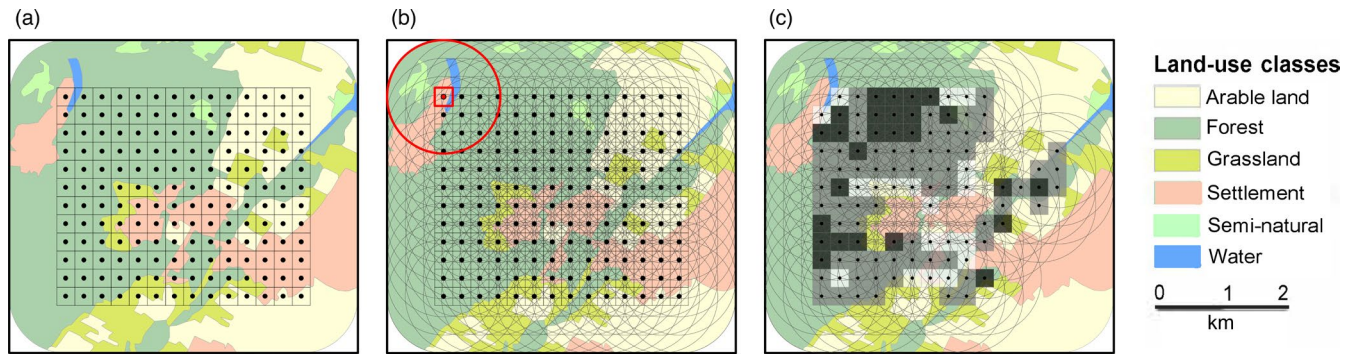 (a)
(b)
(c)
Land-use classes
Arable land
Forest
Grassland
Settlement
Semi-natural
Water
0 1 2
km